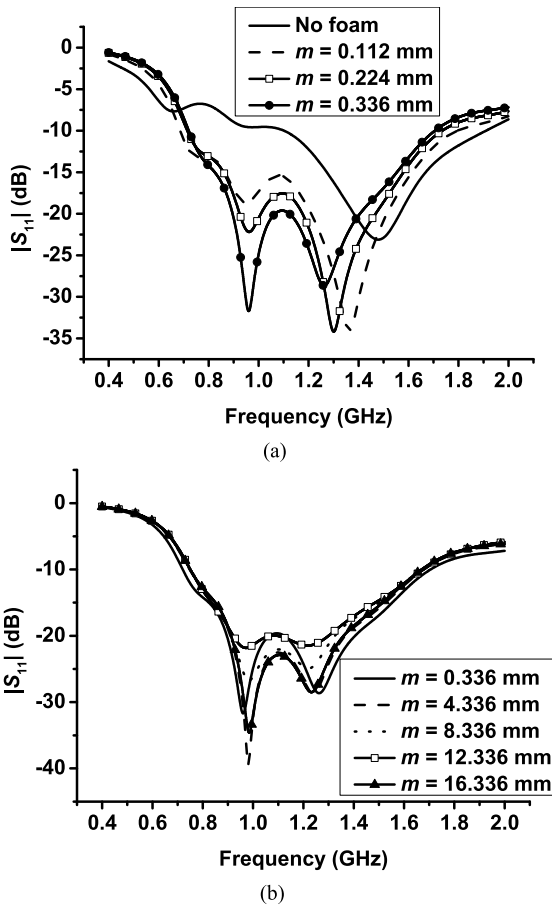 No foam
m = 0.112 mm
m = 0.224 mm
m = 0.336 mm
0
-5
-10
-15
-20
-25
-30
-35
|S11| (dB)
0.4 0.6 0.8 1.0 1.2 1.4 1.6 1.8 2.0
Frequency (GHz)
(a)
0
-10
-20
-30
-40
|S11| (dB)
m = 0.336 mm
m = 4.336 mm
m = 8.336 mm
m = 12.336 mm
m = 16.336 mm
0.4 0.6 0.8 1.0 1.2 1.4 1.6 1.8 2.0
Frequency (GHz)
(b)